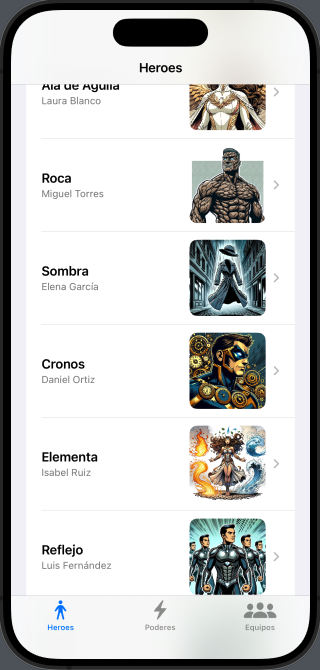 Heroes
Ala de Águila
Laura Blanco
Roca
Miguel Torres
Sombra
Elena García
Cronos
Daniel Ortiz
Elementa
Isabel Ruiz
Reflejo
Luis Fernández
Heroes
Poderes
Equipos